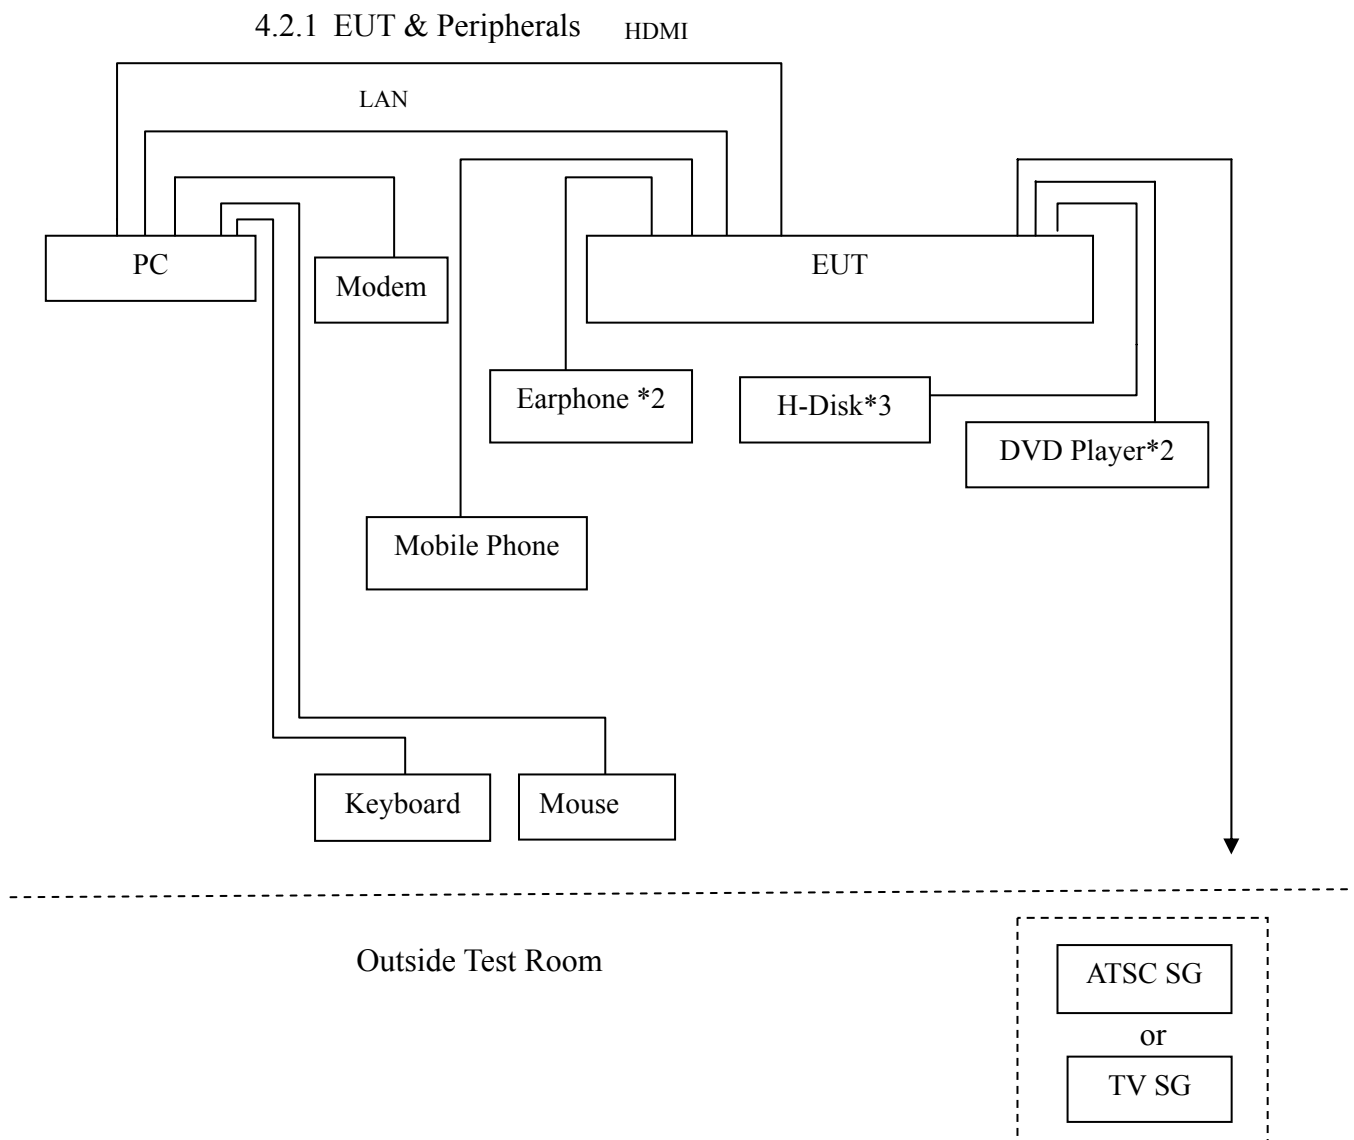 4.2.1 EUT & Peripherals HDMI
LAN
PC
EUT
Modem
Earphone *2
H-Disk*3
DVD Player*2
Mobile Phone
Keyboard
Mouse
Outside Test Room
ATSC SG
or
TV SG